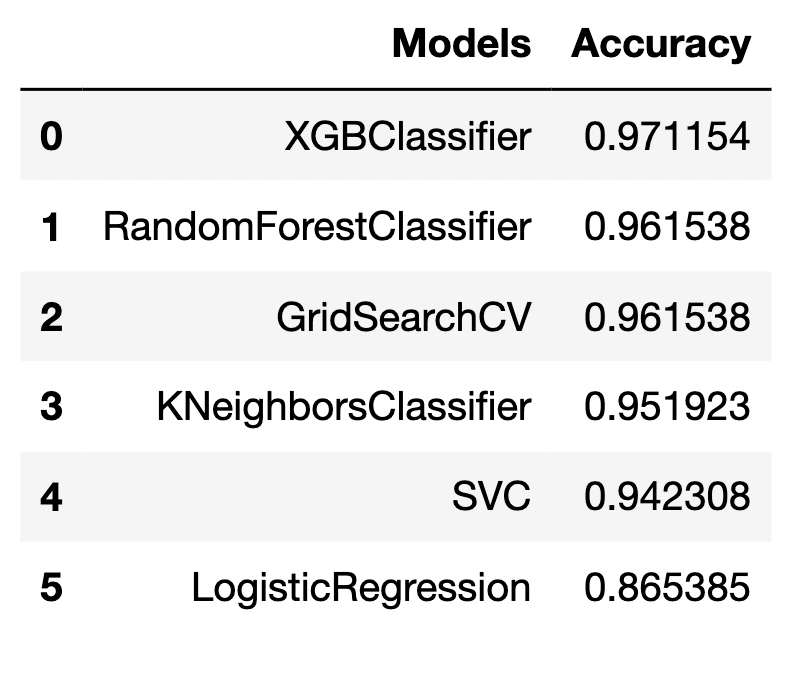 Models Accuracy
0 XGBClassifier 0.971154
1 RandomForestClassifier 0.961538
2 GridSearchCV 0.961538
3 KNeighborsClassifier 0.951923
4 SVC 0.942308
5 LogisticRegression 0.865385